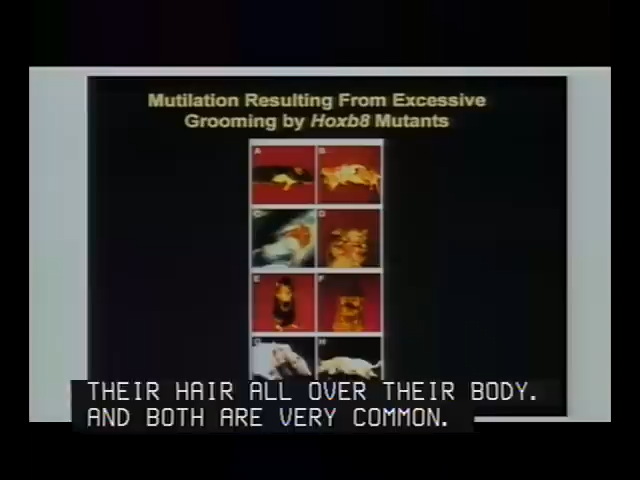 Mutilation Resulting From Excessive
Grooming by Hoxb8 Mutants
A B
C D
E F
G H
THEIR HAIR ALL OVER THEIR BODY.
AND BOTH ARE VERY COMMON.